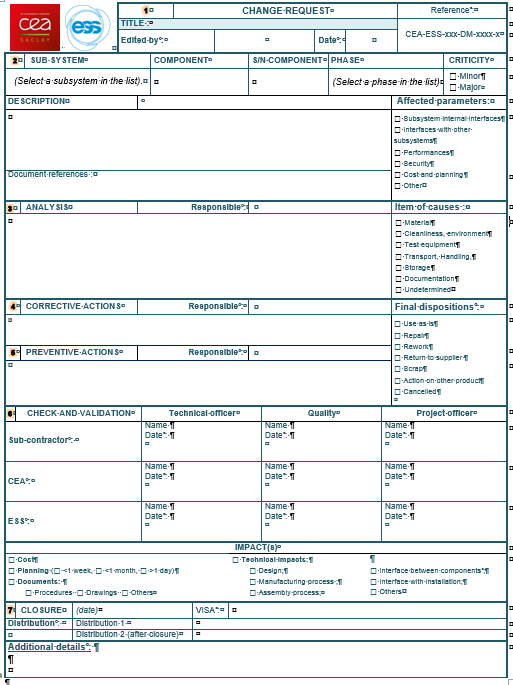 cea
SACLAY
ess
1 CHANGE REQUEST
Reference :
TITLE :
CEA-ESS-xxx-DM-xxxx-x
Edited by : Date :
2 SUB-SYSTEM COMPONENT S/N-COMPONENT PHASE CRITICITY
(Select a subsystem in the list). (Select a phase in the list)
☐ Minor¶
☐ Major
DESCRIPTION Affected parameters:
☐ Subsystem internal interfaces¶
☐ interfaces with other
subsystems¶
☐ Performances¶
☐ Security¶
☐ Cost and planning¶
☐ Other
Document references :
3 ANALYSIS Responsible : Item of causes :
☐ Material¶
☐ Cleanliness, environment¶
☐ Test equipment¶
☐ Transport, Handling,¶
☐ Storage¶
☐ Documentation¶
☐ Undetermined
4 CORRECTIVE ACTIONS Responsible : Final dispositions :
☐ Use as is¶
☐ Repair¶
☐ Rework¶
5 PREVENTIVE ACTIONS Responsible :
☐ Return to supplier¶
☐ Scrap¶
☐ Action on other product¶
☐ Cancelled¶
6 CHECK AND VALIDATION Technical officer Quality Project officer
Name ¶ Name ¶ Name ¶
Sub-contractor : Date : ¶ Date : ¶ Date : ¶
Name ¶ Name ¶ Name ¶
CEA : Date : ¶ Date : ¶ Date : ¶
Name ¶ Name ¶ Name ¶
ESS : Date : ¶ Date : ¶ Date : ¶
IMPACT(s)
☐ Cost¶ ☐ Technical impacts: ¶ ¶
☐ Planning (☐ <1 week, ☐ <1 month, ☐ >1 day)¶ ☐ Design;¶ ☐ Interface between components ¶
☐ Documents: ¶ ☐ Manufacturing process ;¶ ☐ Interface with installation;¶
☐ Procedures ☐ Drawings ☐ Others ☐ Assembly process; ☐ Others
7 CLOSURE (date) VISA :
Distribution : Distribution 1
Distribution 2 (after closure)
Additional details : ¶
¶